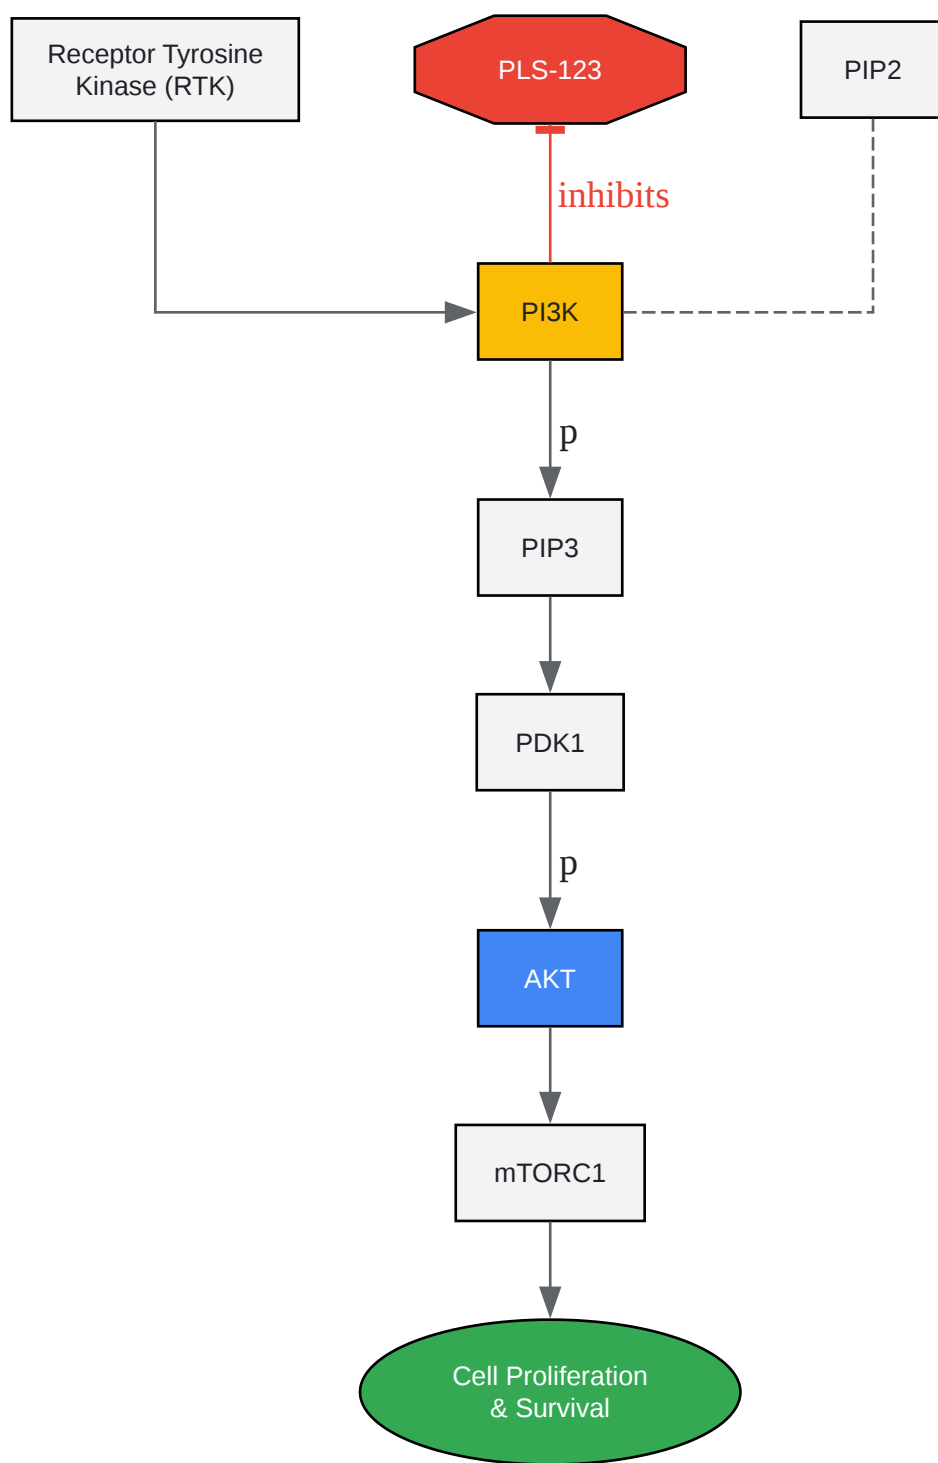 Receptor Tyrosine
Kinase (RTK)
PLS-123
PIP2
inhibits
PI3K
p
PIP3
PDK1
p
AKT
mTORC1
Cell Proliferation
& Survival